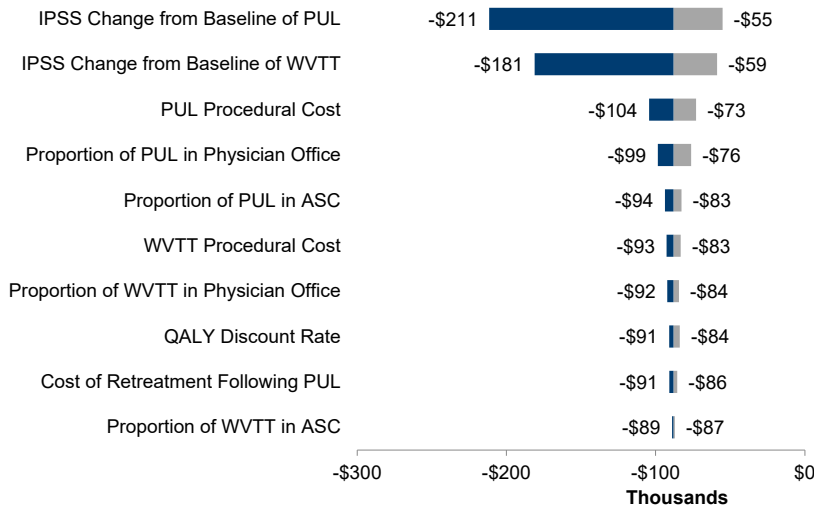 IPSS Change from Baseline of PUL -$211 -$55
IPSS Change from Baseline of WVTT -$181 -$59
PUL Procedural Cost -$104 -$73
Proportion of PUL in Physician Office -$99 -$76
Proportion of PUL in ASC -$94 -$83
WVTT Procedural Cost -$93 -$83
Proportion of WVTT in Physician Office -$92 -$84
QALY Discount Rate -$91 -$84
Cost of Retreatment Following PUL -$91 -$86
Proportion of WVTT in ASC -$89 -$87
-$300 -$200 -$100 $0
Thousands